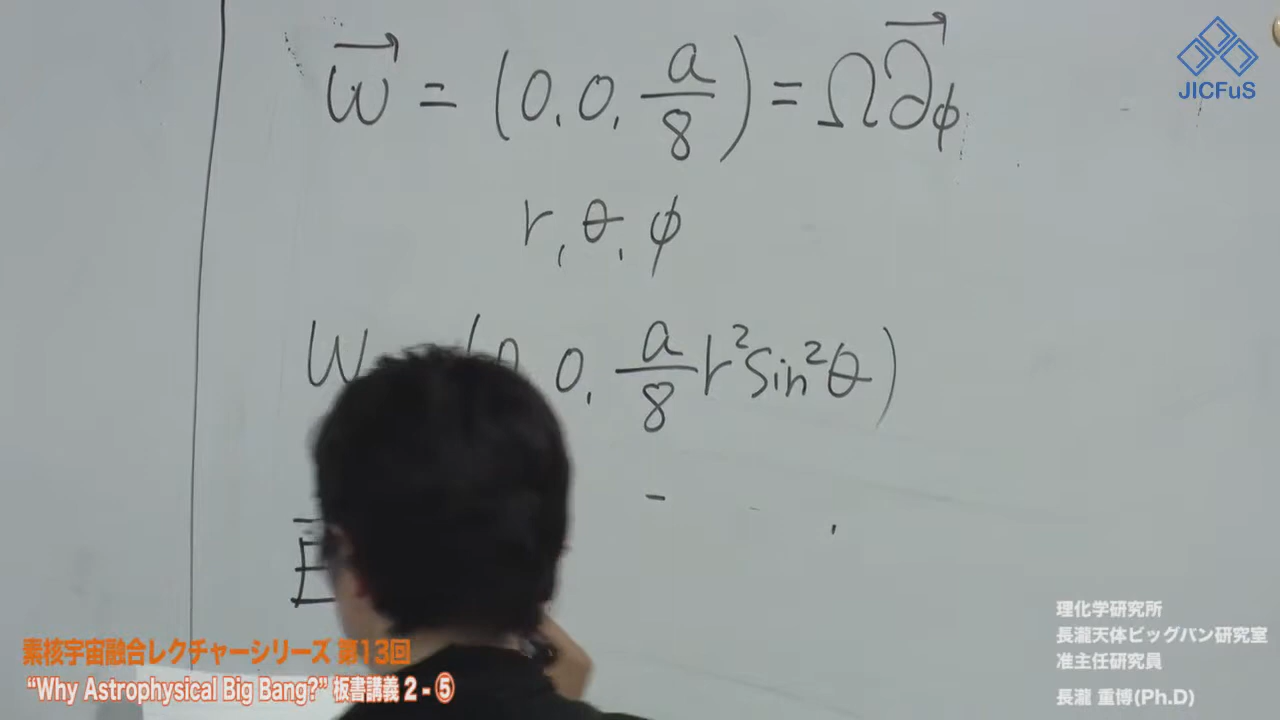 JICFuS
→w = (0, 0, a/8) = Ω→∂_φ
r, θ, φ
0, a/8 r²sin²θ)
理化学研究所
長瀧天体ビッグバン研究室
准主任研究員
長瀧 重博(Ph.D)
素核宇宙融合レクチャーシリーズ 第13回
“Why Astrophysical Big Bang?” 板書講義 2 - ⑤